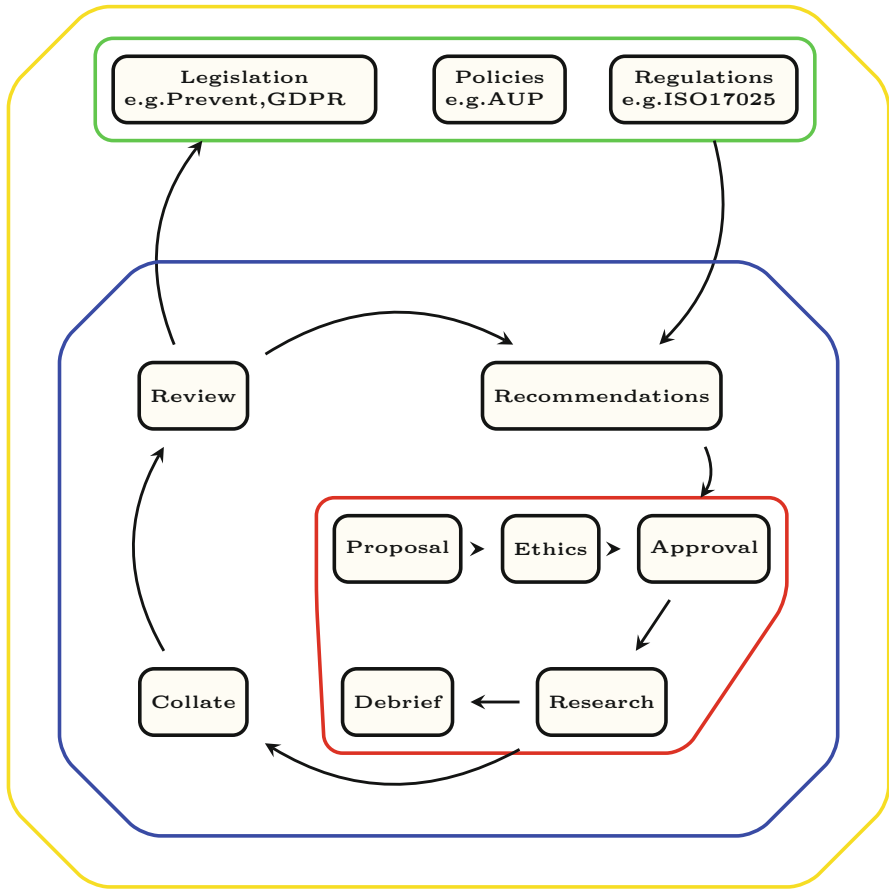 Legislation
e.g.Prevent,GDPR
Policies
e.g.AUP
Regulations
e.g.ISO17025
Review
Recommendations
Proposal
Ethics
Approval
Collate
Debrief
Research